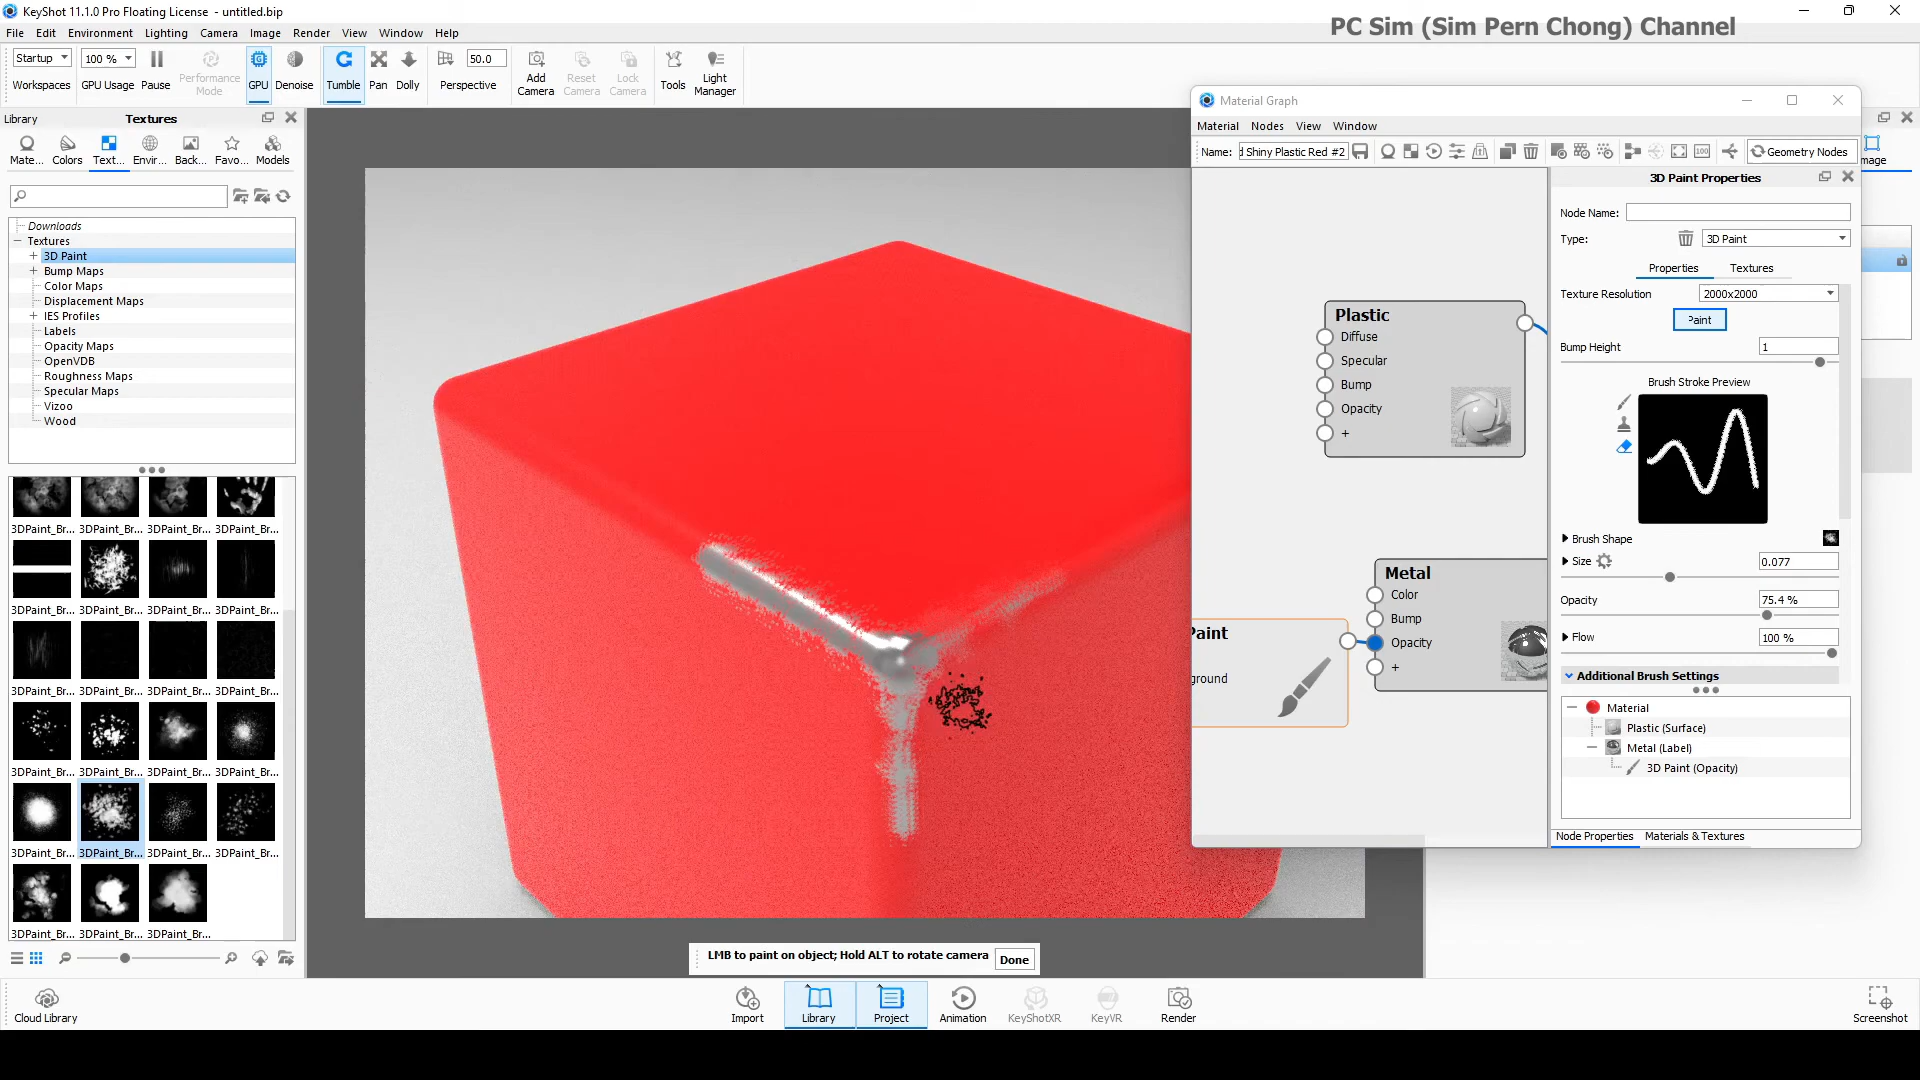 KeyShot 11.1.0 Pro Floating License - untitled.bip
PC Sim (Sim Pern Chong) Channel
File Edit Environment Lighting Camera Image Render View Window Help
Startup 100 % 50.0
Workspaces GPU Usage Pause Performance Mode GPU Denoise Tumble Pan Dolly Perspective Add Camera Reset Camera Lock Camera Tools Light Manager
Library Textures
Mate... Colors Text... Envir... Back... Favo... Models
Downloads
Textures
3D Paint
Bump Maps
Color Maps
Displacement Maps
IES Profiles
Labels
Opacity Maps
OpenVDB
Roughness Maps
Specular Maps
Vizoo
Wood
3DPaint_Br... 3DPaint_Br... 3DPaint_Br... 3DPaint_Br...
3DPaint_Br... 3DPaint_Br... 3DPaint_Br... 3DPaint_Br...
3DPaint_Br... 3DPaint_Br... 3DPaint_Br... 3DPaint_Br...
3DPaint_Br... 3DPaint_Br... 3DPaint_Br... 3DPaint_Br...
3DPaint_Br... 3DPaint_Br... 3DPaint_Br... 3DPaint_Br...
3DPaint_Br... 3DPaint_Br... 3DPaint_Br...
Material Graph
Material Nodes View Window
Name: d Shiny Plastic Red #2 100 Geometry Nodes
mage
Plastic
Diffuse
Specular
Bump
Opacity
+
Metal
Color
Bump
Opacity
+
Paint
ground
3D Paint Properties
Node Name:
Type: 3D Paint
Properties Textures
Texture Resolution 2000x2000
Paint
Bump Height 1
Brush Stroke Preview
Brush Shape
Size 0.077
Opacity 75.4 %
Flow 100 %
Additional Brush Settings
Material
Plastic (Surface)
Metal (Label)
3D Paint (Opacity)
Node Properties Materials & Textures
LMB to paint on object; Hold ALT to rotate camera Done
Cloud Library Import Library Project Animation KeyShotXR KeyVR Render Screenshot